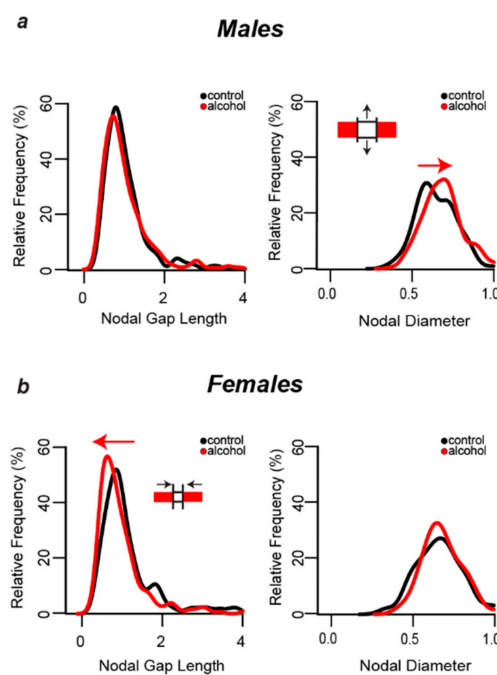 a
Males
control
alcohol
Relative Frequency (%)
60
40
20
0
0
2
4
Nodal Gap Length
control
alcohol
Relative Frequency (%)
60
40
20
0
0.0
0.5
1.0
Nodal Diameter
b
Females
control
alcohol
Relative Frequency (%)
60
40
20
0
0
2
4
Nodal Gap Length
control
alcohol
Relative Frequency (%)
60
40
20
0
0.0
0.5
1.0
Nodal Diameter